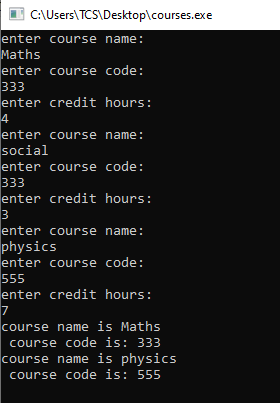 C:\Users\TCS\Desktop\courses.exe
enter course name:
Maths
enter course code:
333
enter credit hours:
4
enter course name:
social
enter course code:
333
enter credit hours:
3
enter course name:
physics
enter course code:
555
enter credit hours:
7
course name is Maths
 course code is: 333
course name is physics
 course code is: 555